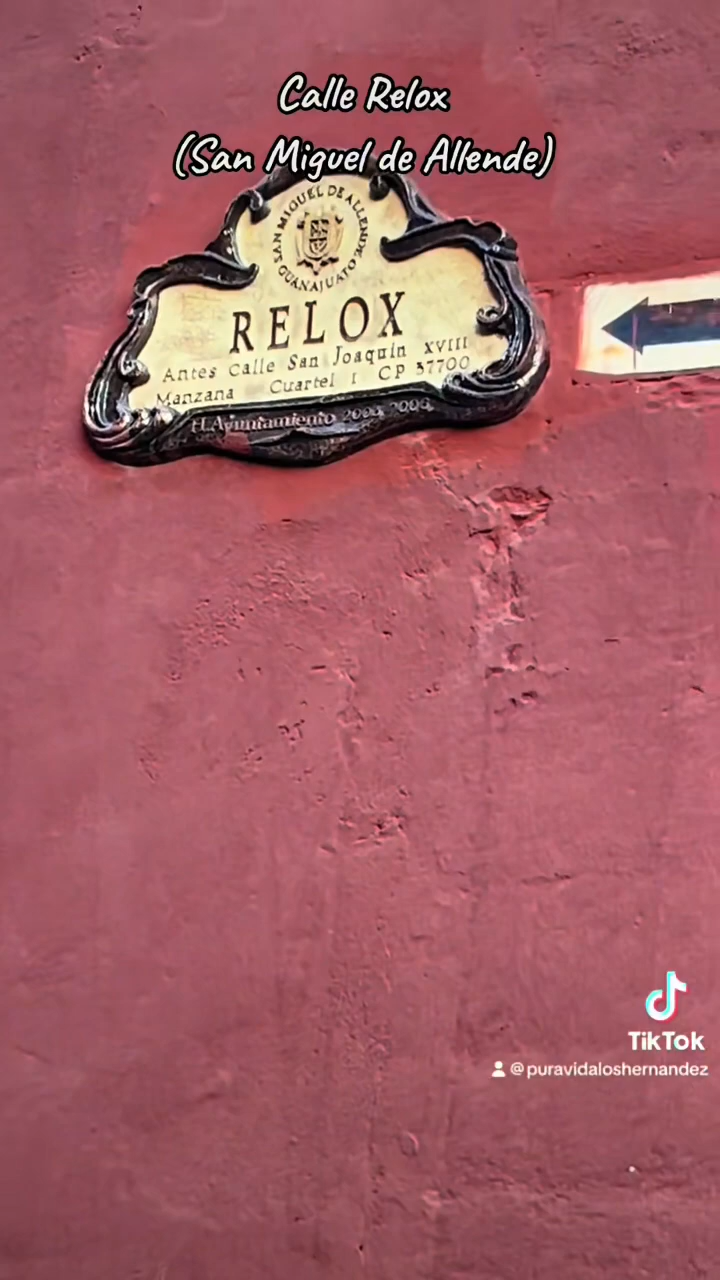 Calle Relox
(San Miguel de Allende)
SAN MIGUEL DE ALLENDE
GUANAJUATO
RELOX
Antes Calle San Joaquin XVIII
Manzana Cuartel I CP 37700
H. Ayuntamiento
TikTok
@puravidaloshernandez